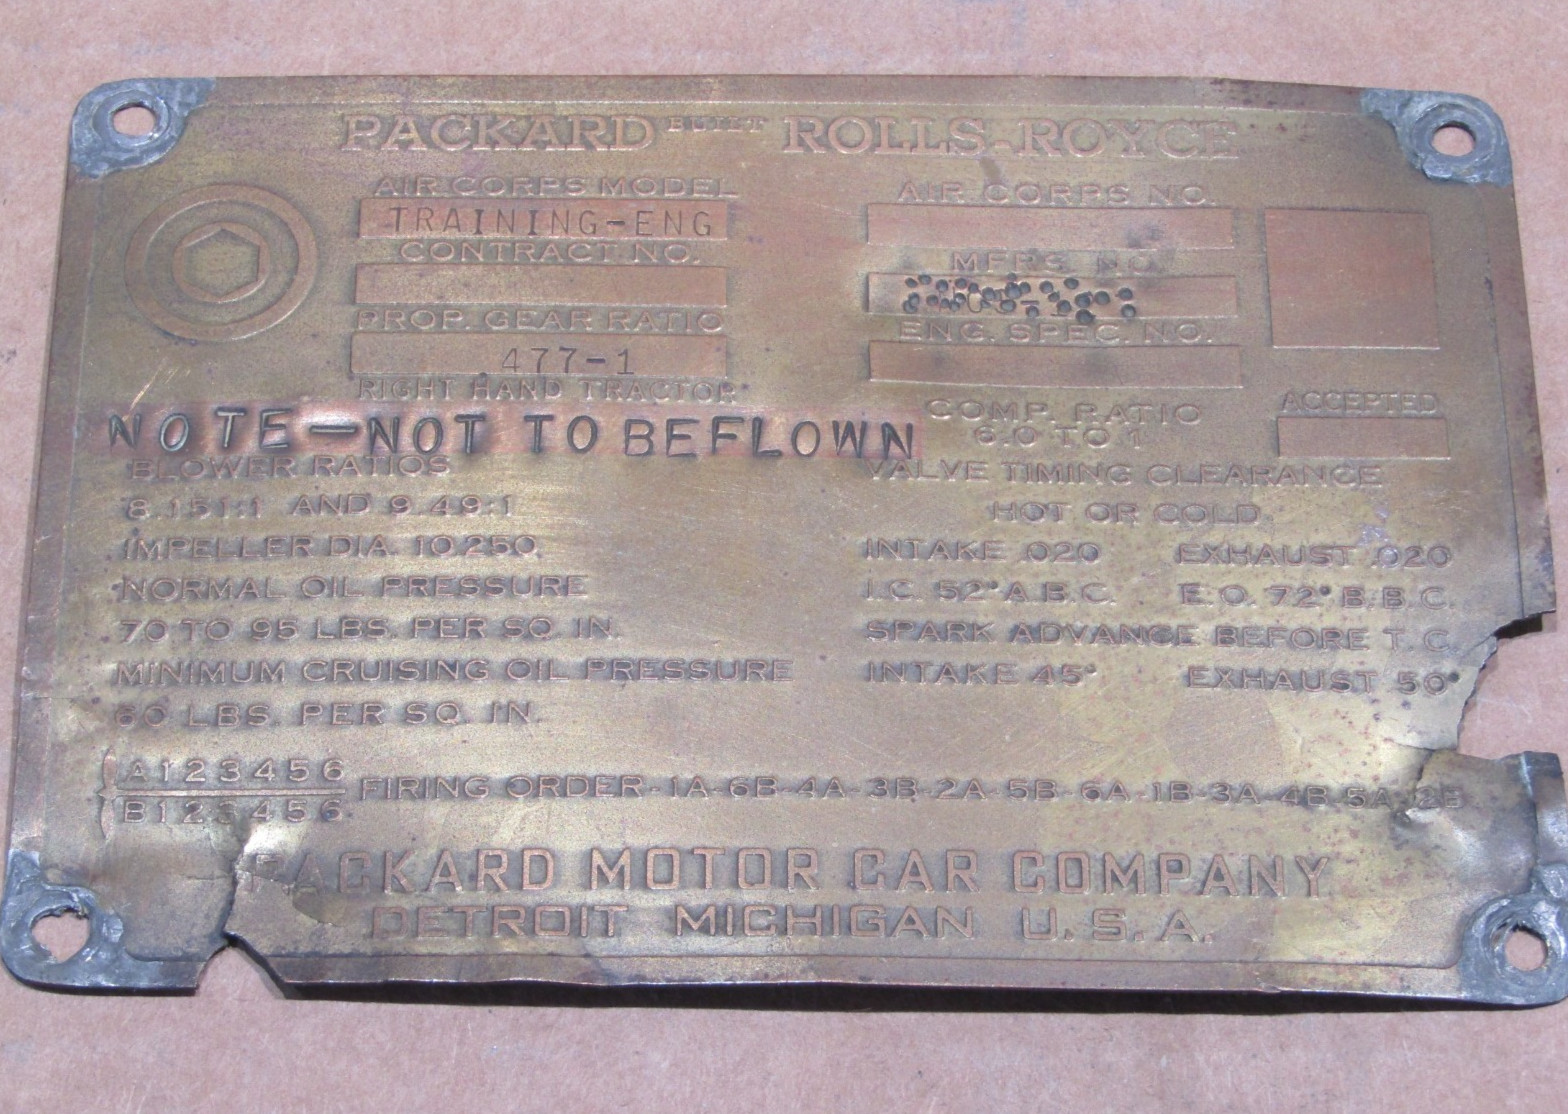 PACKARD BUILT ROLLS-ROYCE
AIR CORPS MODEL
TRAINING-ENG
CONTRACT NO.
PROP. GEAR RATIO
477-1
RIGHT HAND TRACTOR
AIR CORPS NO.
MFRS
ENG. SPEC. NO.
COMP. RATIO
6.0 TO 1
ACCEPTED
NOTE-NOT TO BEFLOWN
BLOWER RATIOS
8.151:1 AND 9.49:1
IMPELLER DIA. 10.250.
NORMAL OIL PRESSURE
70 TO 95 LBS. PER SQ. IN.
MINIMUM CRUISING OIL PRESSURE
60 LBS. PER SQ. IN.
VALVE TIMING CLEARANCE
HOT OR COLD
INTAKE .020 EXHAUST .020
I.C. 52° A.B.C. E.O. 72° B.B.C.
SPARK ADVANCE BEFORE T.C.
INTAKE 45° EXHAUST 50°
A123456
B123456
FIRING ORDER-1A-6B-4A-3B-2A-5B-6A-1B-3A-4B-5A-2B
PACKARD MOTOR CAR COMPANY
DETROIT MICHIGAN U.S.A.